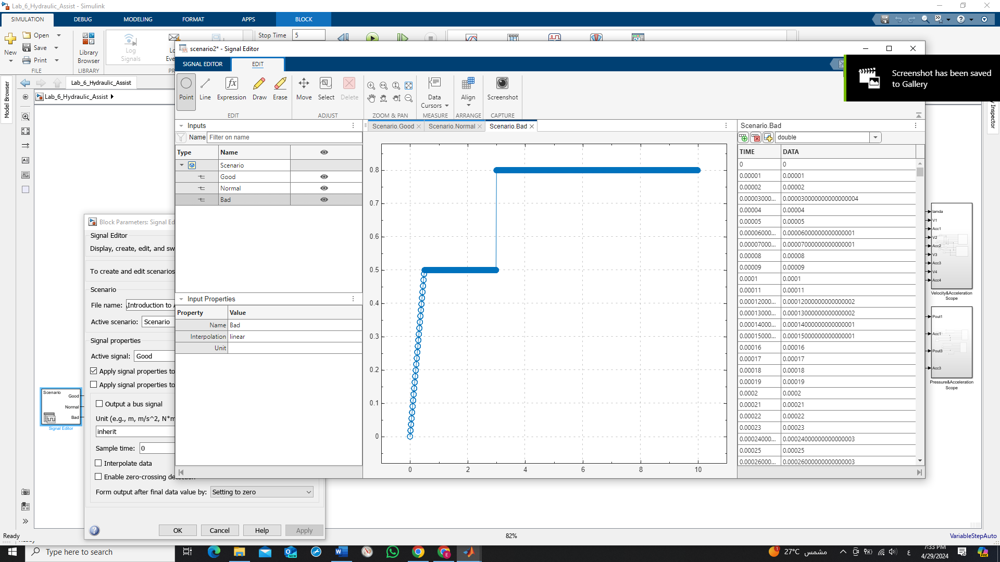 Lab_6_Hydraulic_Assist - Simulink
SIMULATION DEBUG MODELING FORMAT APPS BLOCK
New
Open
Save
Print
FILE
Library Browser
LIBRARY
Log Signals
Stop Time 5
scenario2* - Signal Editor
SIGNAL EDITOR EDIT
Point Line Expression Draw Erase
EDIT
Move Select Delete
ADJUST
ZOOM & PAN
Data Cursors
MEASURE
Align
ARRANGE
Screenshot
CAPTURE
Screenshot has been saved to Gallery
Model Browser
Lab_6_Hydraulic_Assist
Lab_6_Hydraulic_Assist
Inputs
Name Filter on name
Type Name
Scenario
Good
Normal
Bad
Input Properties
Property Value
Name Bad
Interpolation linear
Unit
Scenario.Good Scenario.Normal Scenario.Bad
0.8
0.7
0.6
0.5
0.4
0.3
0.2
0.1
0
0 2 4 6 8 10
Scenario.Bad
double
TIME DATA
0 0
0.00001 0.00001
0.00002 0.00002
0.00003000... 0.000030000000000000004
0.00004 0.00004
0.00005 0.00005
0.00006000... 0.000060000000000000001
0.00007000... 0.000070000000000000001
0.00008 0.00008
0.00009 0.00009
0.0001 0.0001
0.00011 0.00011
0.00012000... 0.00012000000000000002
0.00013000... 0.00013000000000000002
0.00014000... 0.00014000000000000001
0.00015000... 0.00015000000000000001
0.00016 0.00016
0.00017 0.00017
0.00018 0.00018
0.00019 0.00019
0.0002 0.0002
0.00021 0.00021
0.00022 0.00022
0.00023 0.00023
0.00024000... 0.00024000000000000003
0.00025 0.00025
0.00026000... 0.00026000000000000003
Block Parameters: Signal Ed
Signal Editor
Display, create, edit, and sw
To create and edit scenarios
Scenario
File name: \Introduction to A
Active scenario: Scenario
Signal properties
Active signal: Good
Apply signal properties to
Apply signal properties to
Output a bus signal
Unit (e.g., m, m/s^2, N*m
inherit
Sample time: 0
Interpolate data
Enable zero-crossing detection
Form output after final data value by: Setting to zero
OK Cancel Help Apply
Scenario
Good
Normal
Bad
Signal Editor
lamda
V1
Acc1
V2
Acc2
V3
Acc3
V4
Acc4
Velocity&Acceleration
Scope
Pout1
Acc1
Pout3
Acc3
Pressure&Acceleration
Scope
Ready
82%
VariableStepAuto
Type here to search
27°C مشمس
ع
7:33 PM
4/29/2024